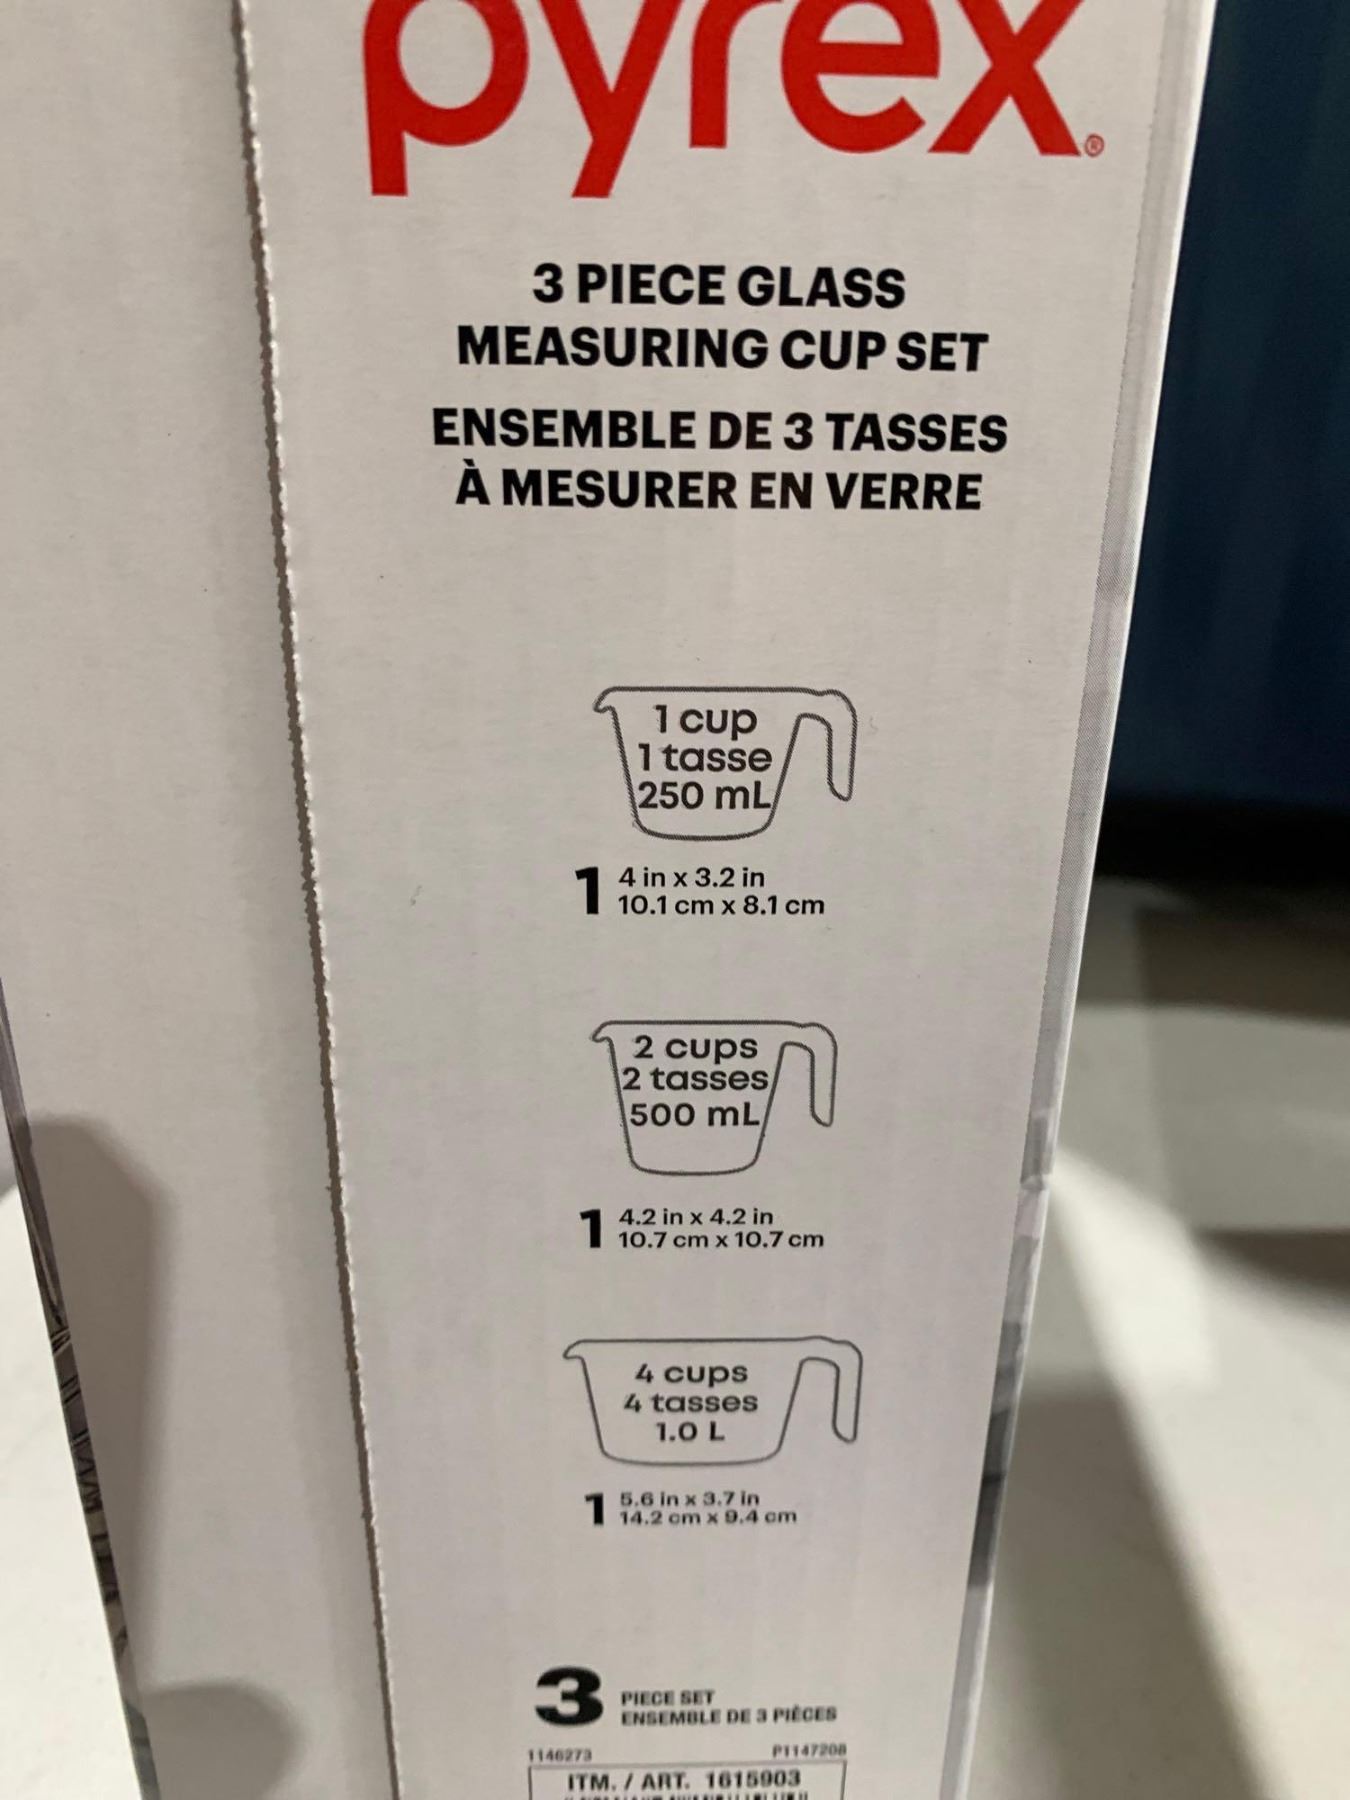 pyrex®
3 PIECE GLASS
MEASURING CUP SET
ENSEMBLE DE 3 TASSES
À MESURER EN VERRE
1 cup
1 tasse
250 mL
1 4 in x 3.2 in
10.1 cm x 8.1 cm
2 cups
2 tasses
500 mL
1 4.2 in x 4.2 in
10.7 cm x 10.7 cm
4 cups
4 tasses
1.0 L
1 5.6 in x 3.7 in
14.2 cm x 9.4 cm
3 PIECE SET
ENSEMBLE DE 3 PIÈCES
1146273 P1147208
ITM. / ART. 1615903